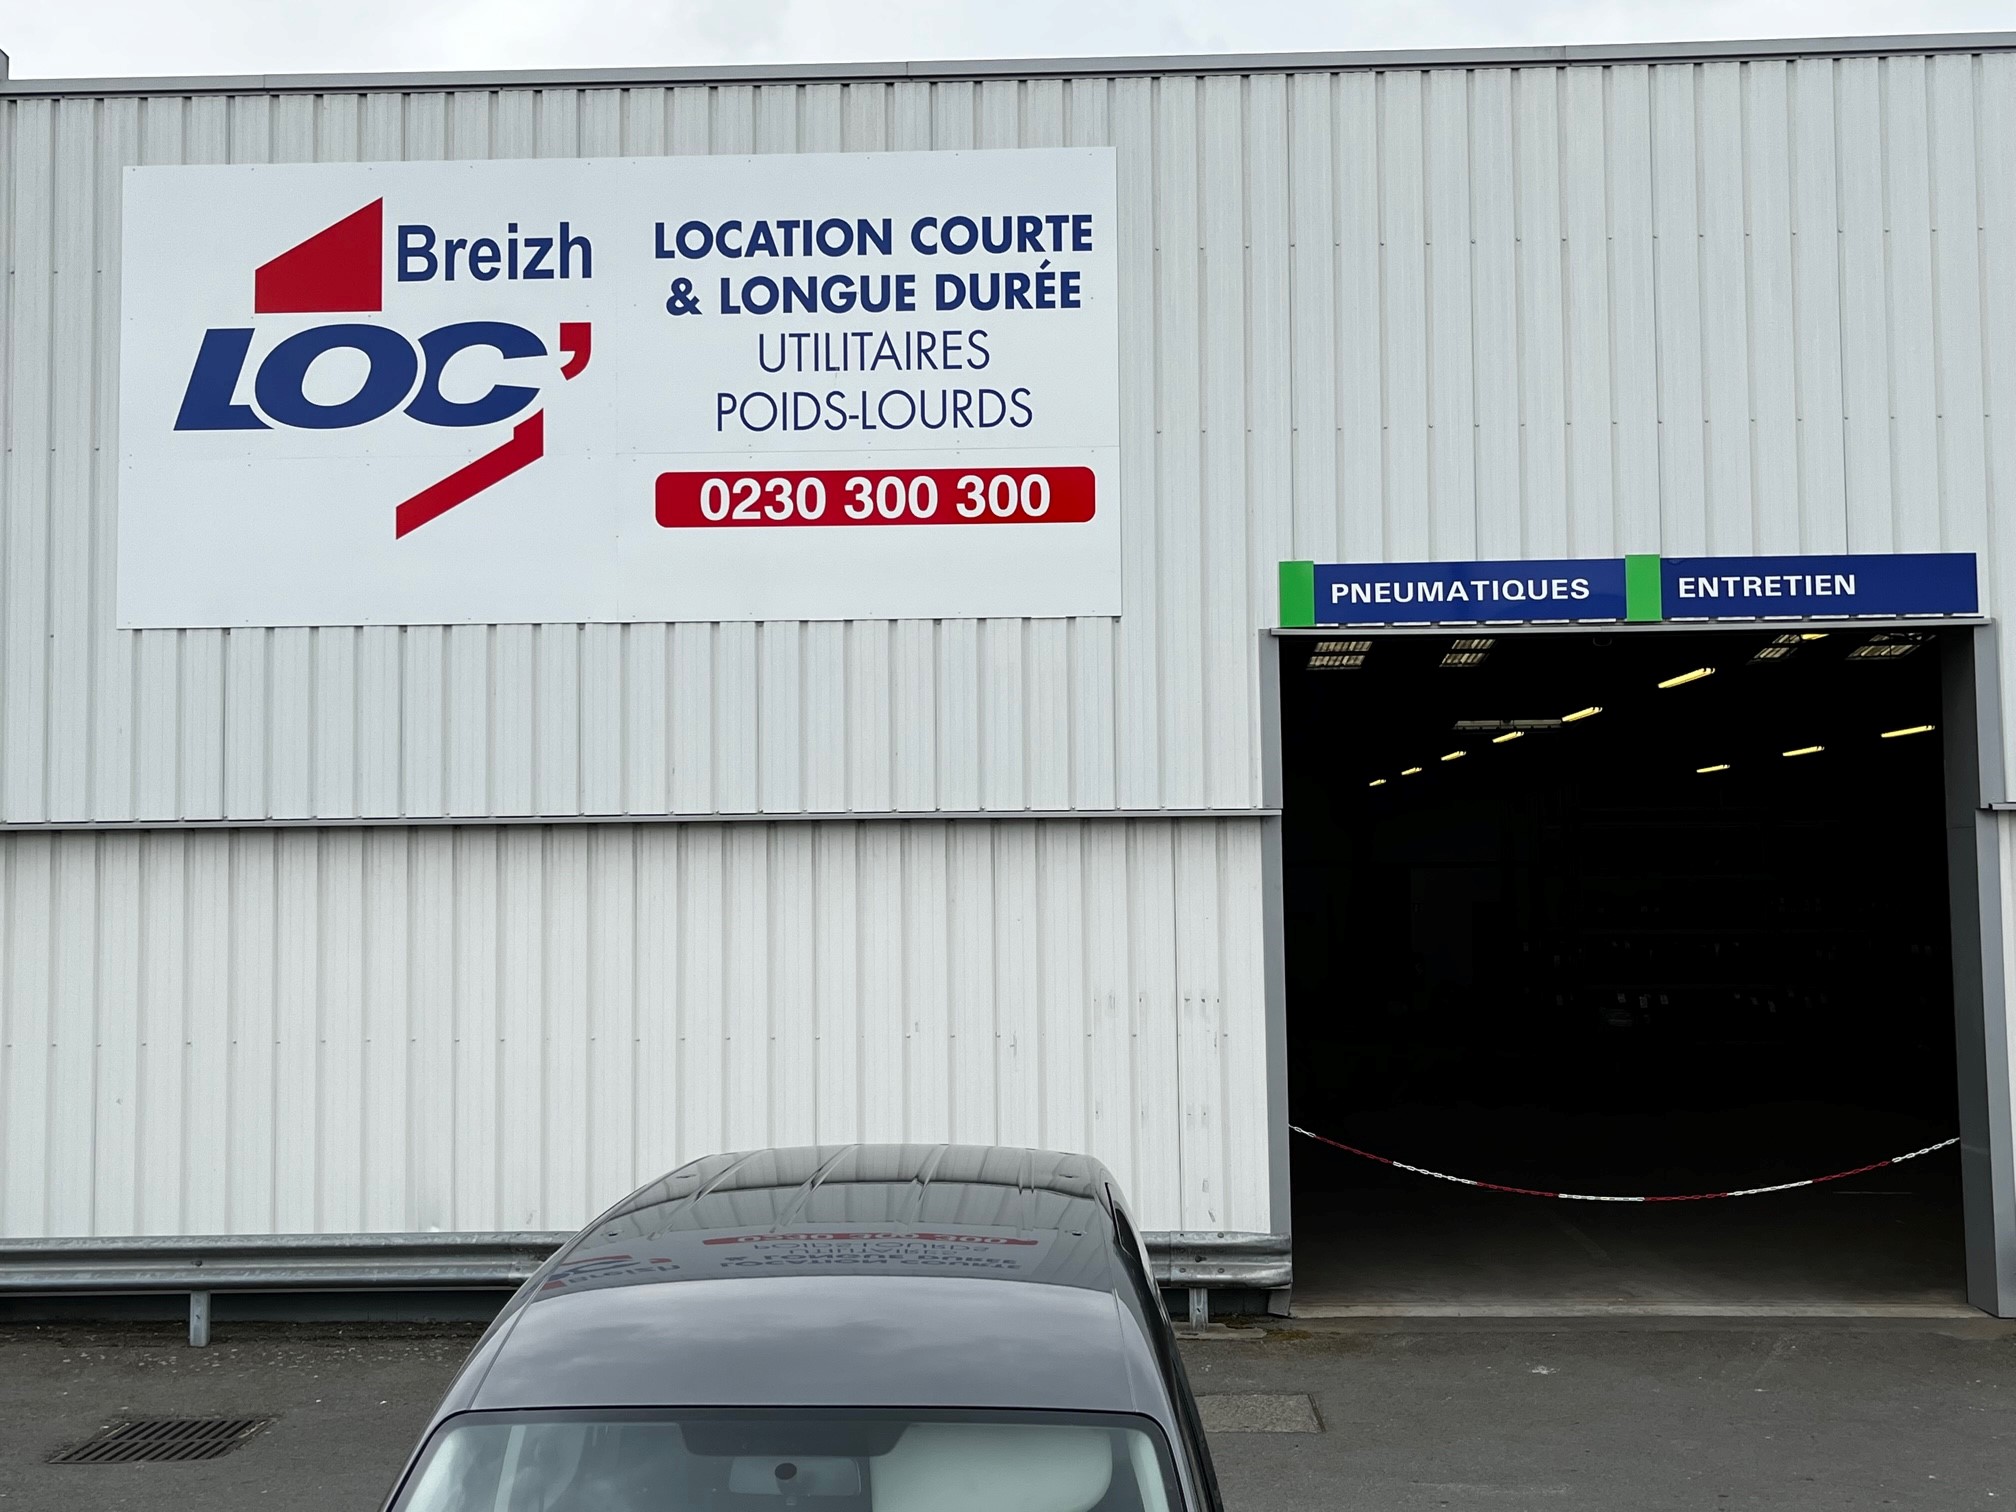 Breizh
LOC'
LOCATION COURTE
& LONGUE DURÉE
UTILITAIRES
POIDS-LOURDS
0230 300 300
PNEUMATIQUES
ENTRETIEN